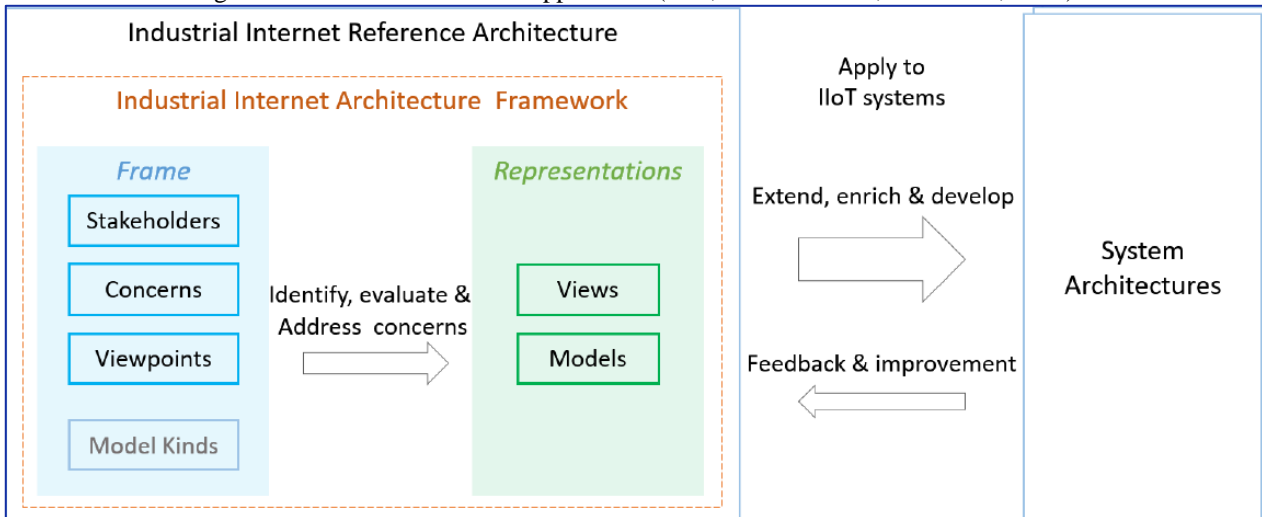 Industrial Internet Reference Architecture
Industrial Internet Architecture Framework
Frame
Stakeholders
Concerns
Viewpoints
Model Kinds
Identify, evaluate &
Address concerns
Representations
Views
Models
Apply to
IIoT systems
Extend, enrich & develop
Feedback & improvement
System
Architectures